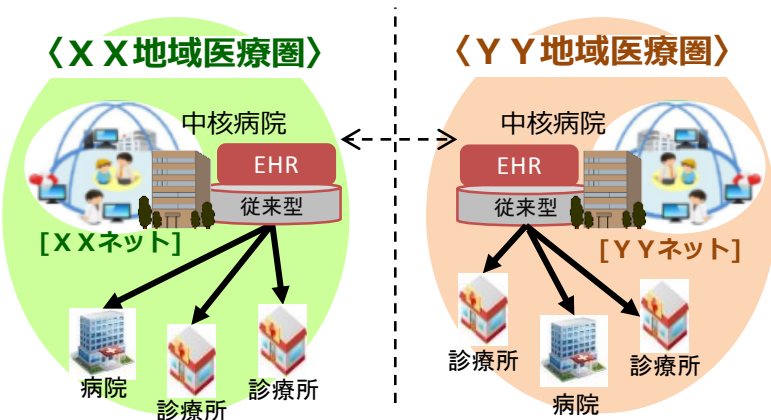 〈ＸＸ地域医療圏〉
中核病院
EHR
従来型
[ＸＸネット]
病院
診療所
診療所
〈ＹＹ地域医療圏〉
中核病院
EHR
従来型
[ＹＹネット]
診療所
病院
診療所